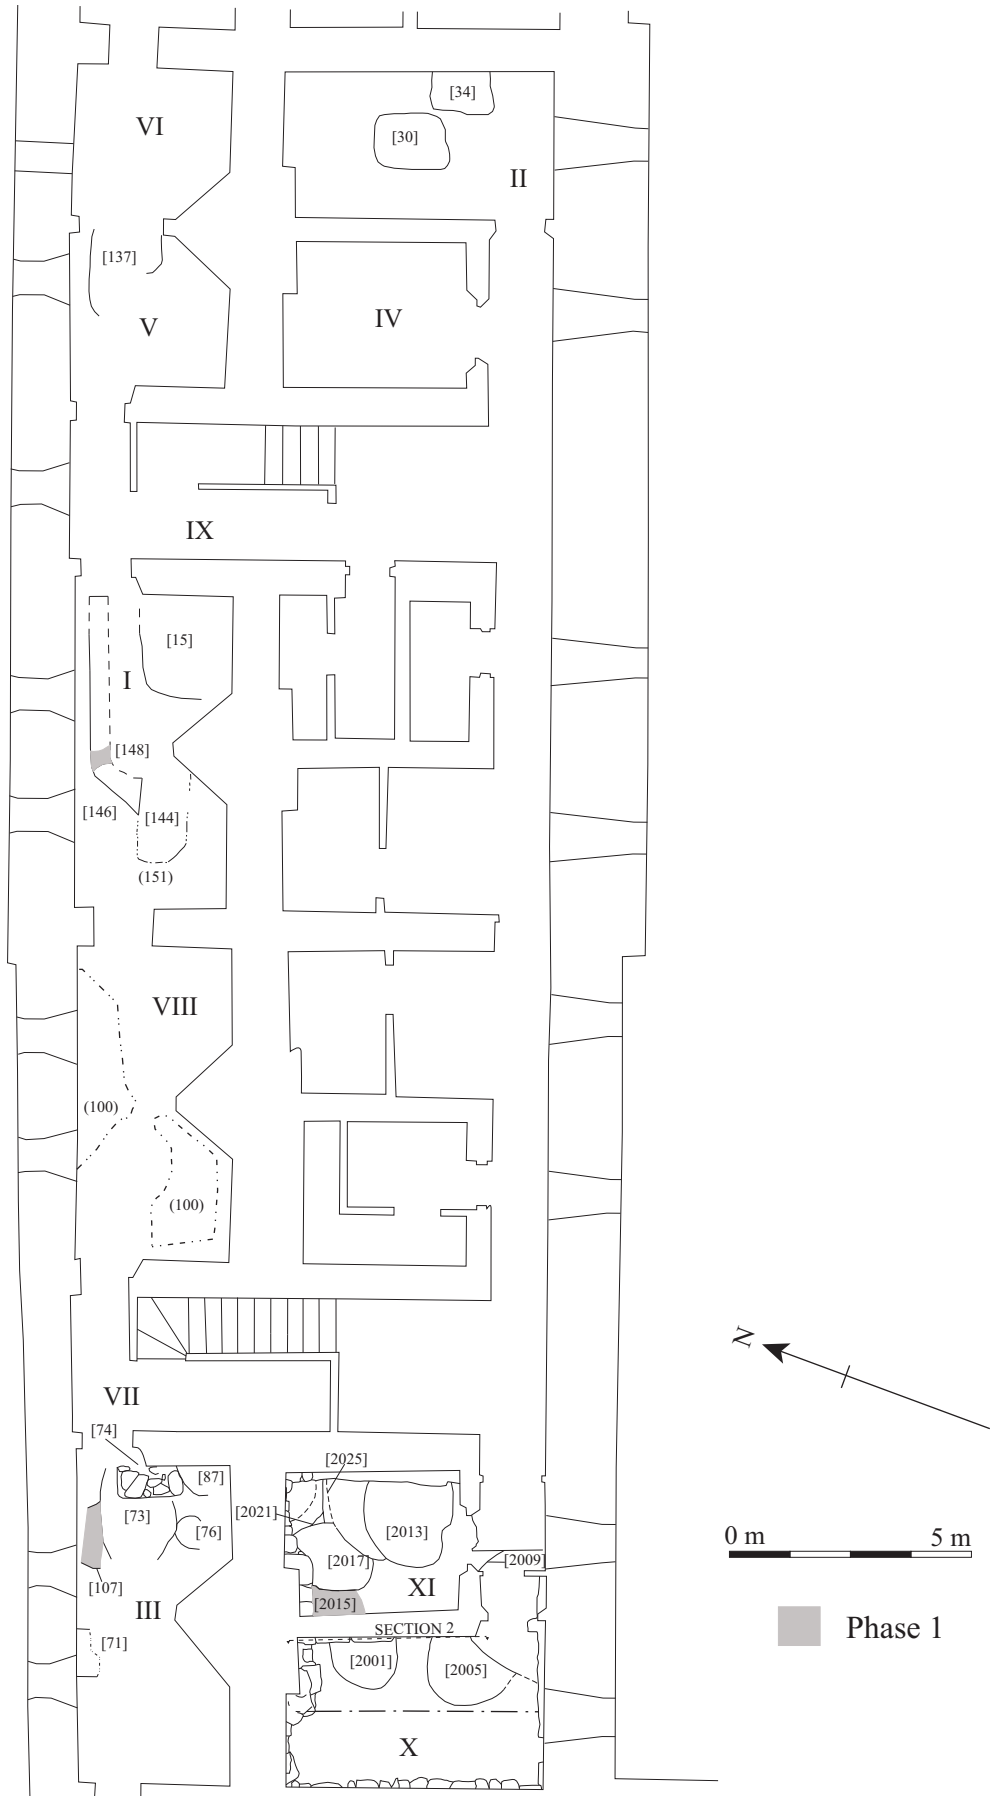 [34]
VI
[30]
II
[137]
V
IV
IX
[15]
I
[148]
[146]
[144]
(151)
VIII
(100)
(100)
VII
[74]
[2025]
[87]
[2021]
[73]
[76]
[2013]
[2017]
[2009]
[107]
XI
III
[2015]
SECTION 2
[71]
[2001]
[2005]
X
N
0 m
5 m
Phase 1